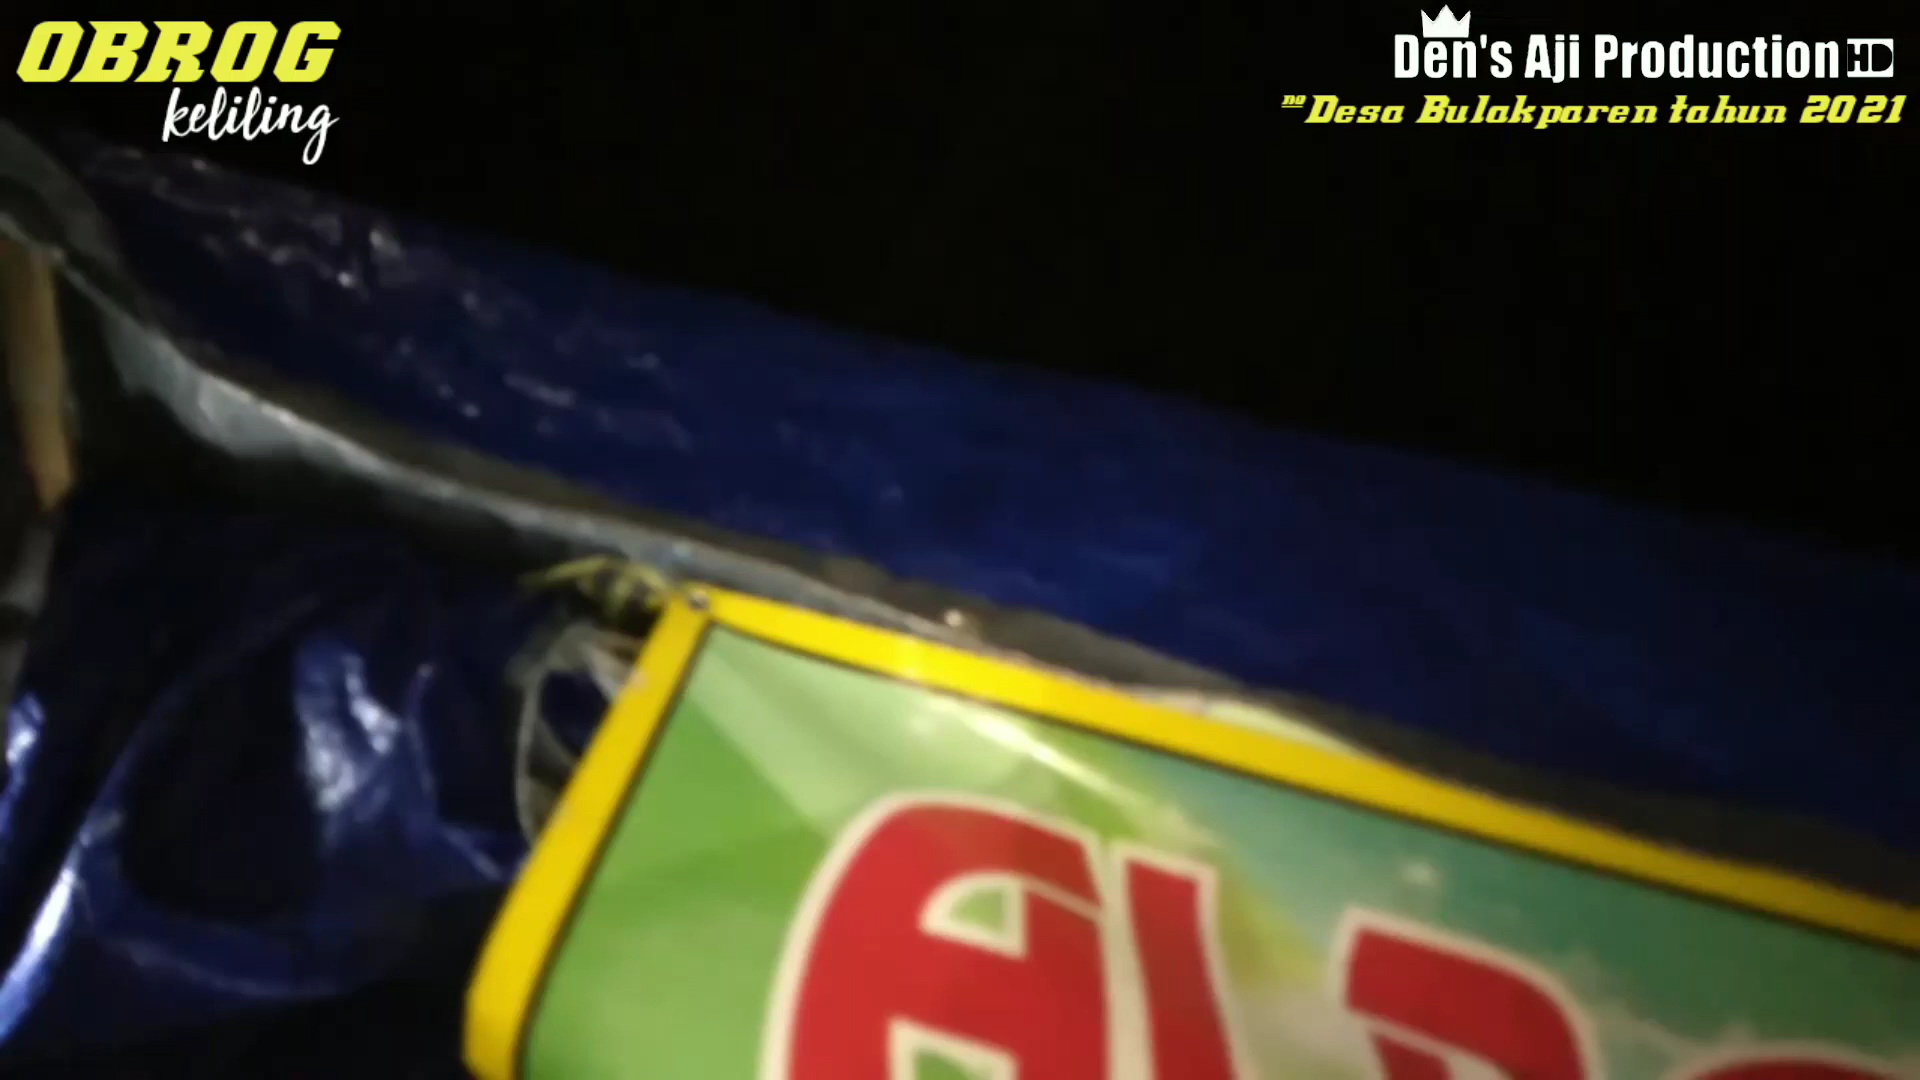 OBROG
keliling
Den's Aji Production HD
Desa Bulakparen tahun 2021